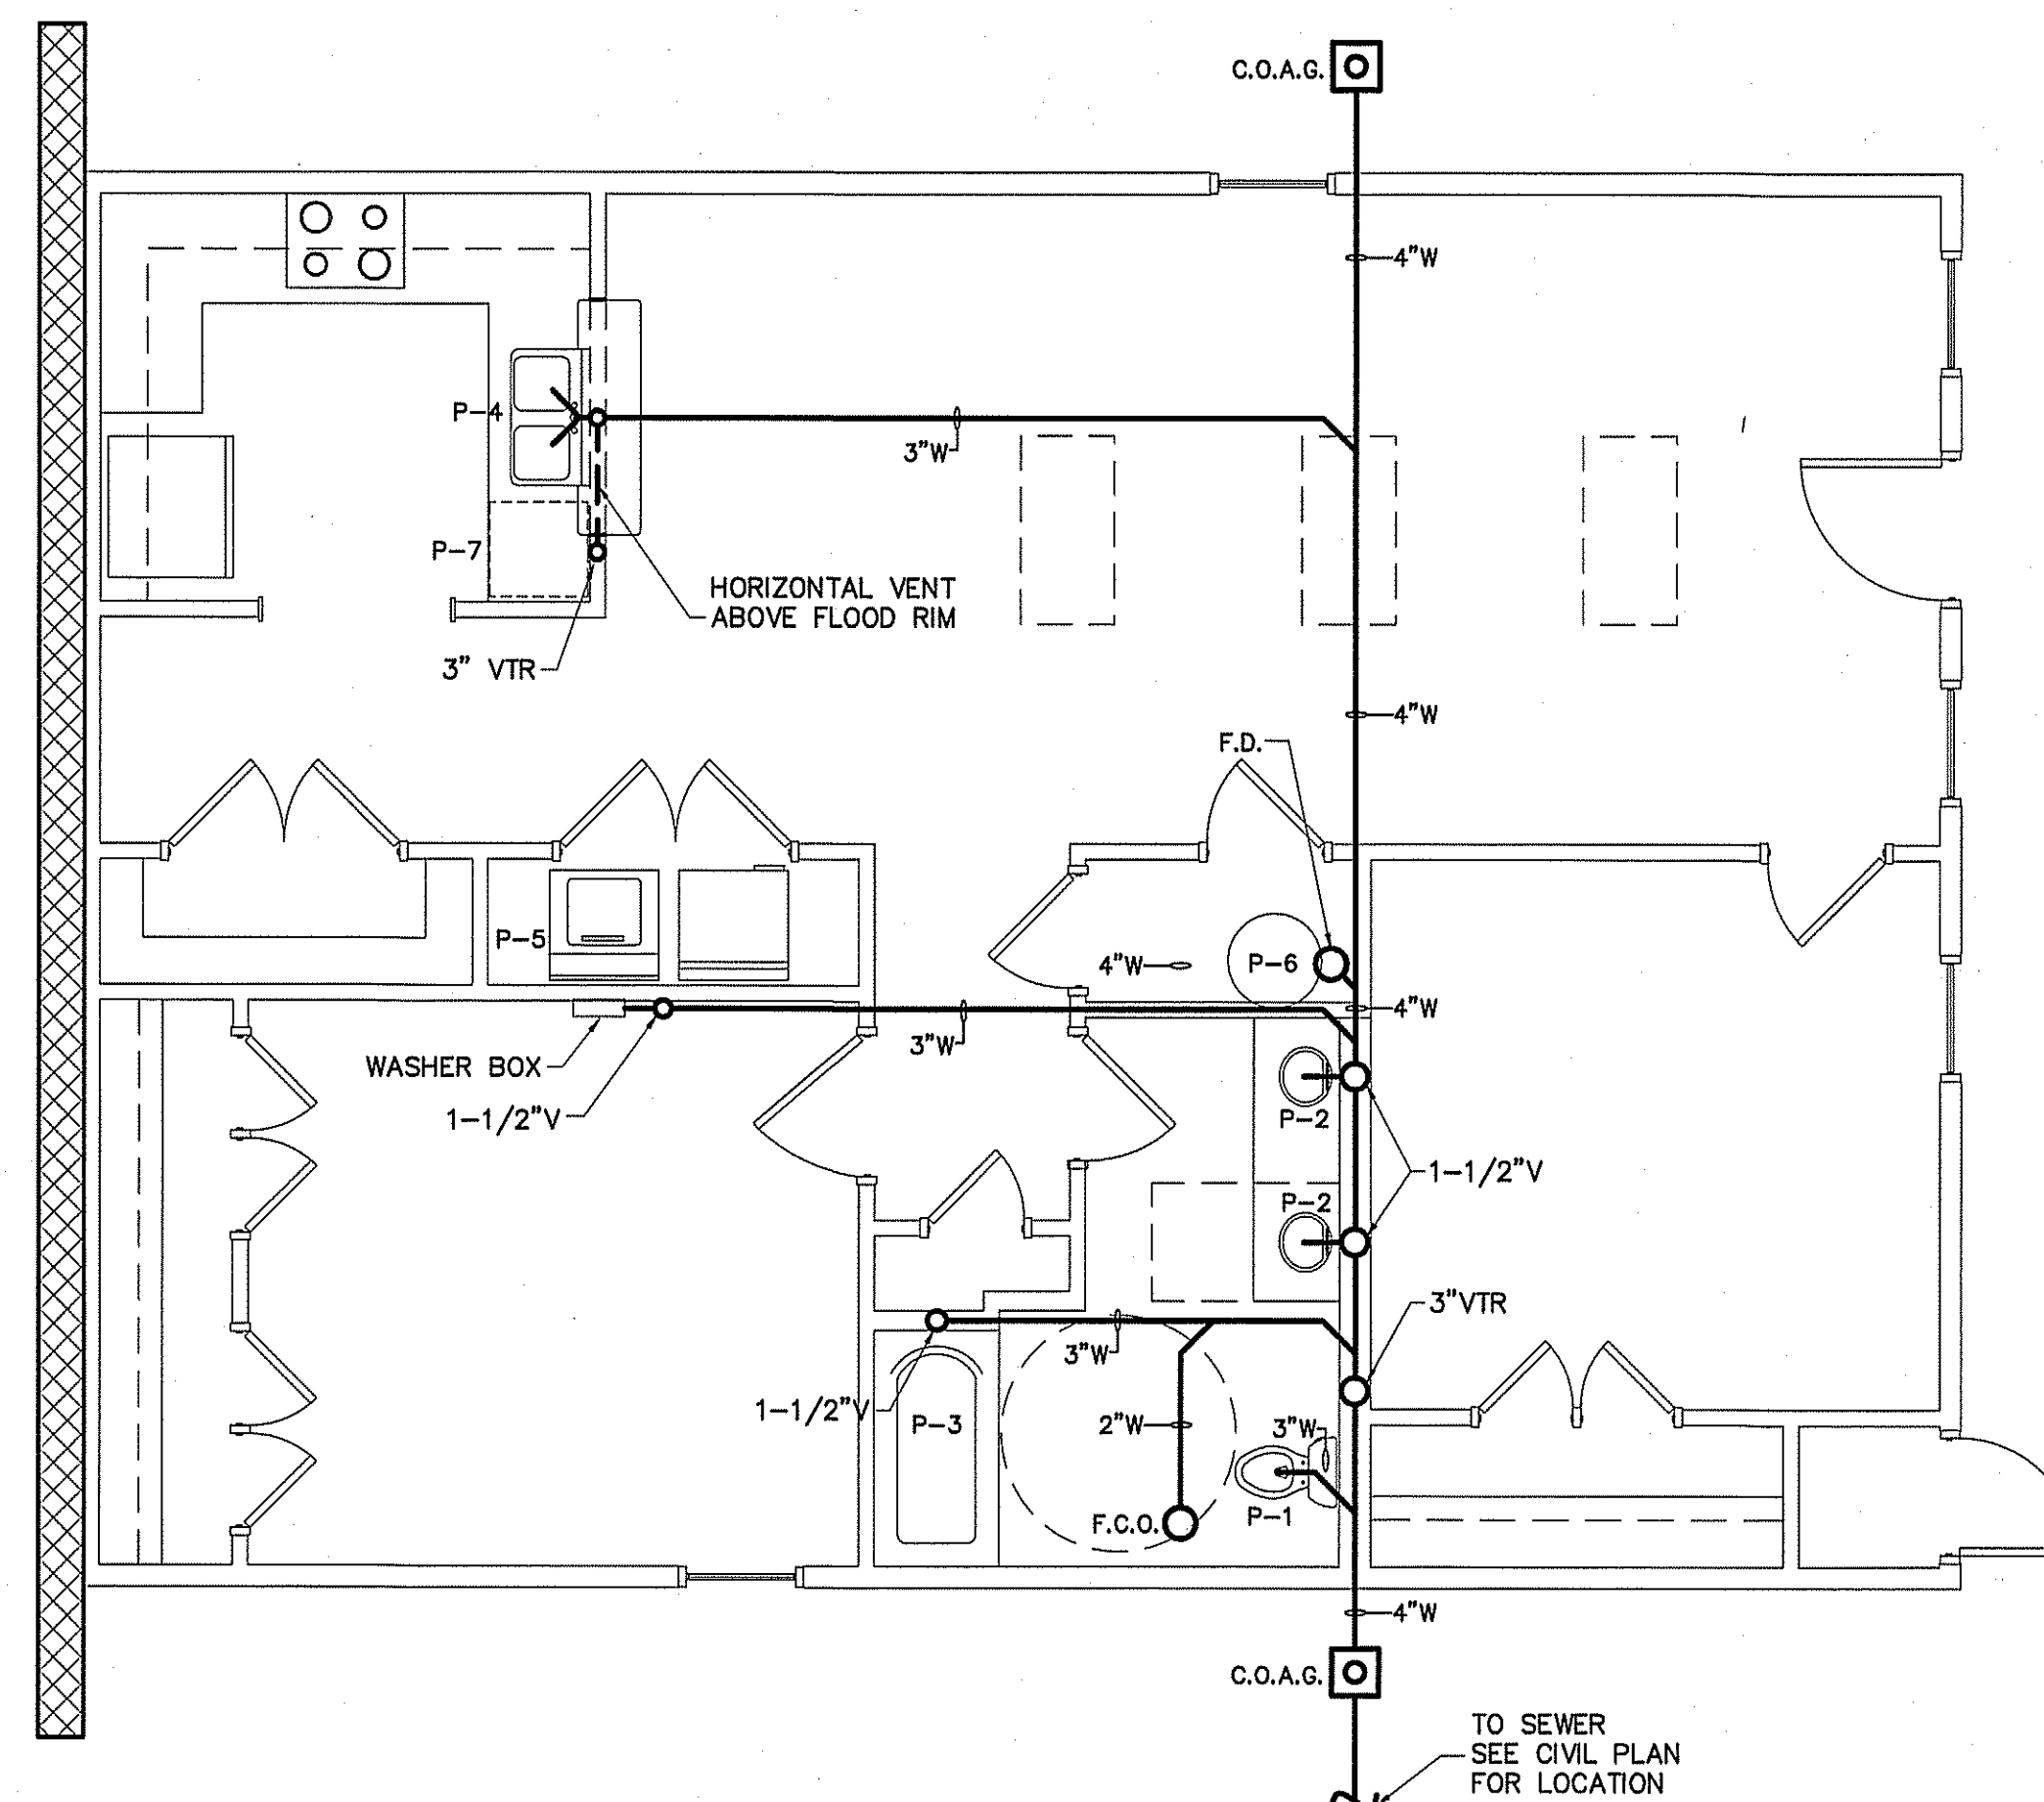 C.O.A.G.
4"W
P-4
3"W
P-7
HORIZONTAL VENT
ABOVE FLOOD RIM
3" VTR
4"W
F.D.
P-5
4"W
P-6
4"W
3"W
WASHER BOX
1-1/2"V
P-2
1-1/2"V
P-2
3"VTR
3"W
1-1/2"V
P-3
2"W
3"W
F.C.O.
P-1
4"W
C.O.A.G.
TO SEWER
SEE CIVIL PLAN
FOR LOCATION